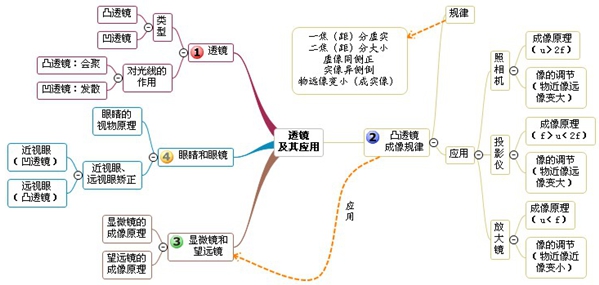 透镜
及其应用
1 透镜
类
型
凸透镜
凹透镜
对光线的
作用
凸透镜：会聚
凹透镜：发散
2 凸透镜
成像规律
规律
一焦（距）分虚实
二焦（距）分大小
虚像同侧正
实像异侧倒
物远像变小（成实像）
应用
照
相
机
成像原理
（u>2f）
像的调节
（物近像远
像变大）
投
影
仪
成像原理
（f>u<2f）
像的调节
（物近像远
像变大）
放
大
镜
成像原理
（u<f）
像的调节
（物近像近
像变小）
3 显微镜和
望远镜
显微镜的
成像原理
望远镜的
成像原理
4 眼睛和眼镜
眼睛的
视物原理
近视眼、
远视眼矫正
近视眼
（凹透镜）
远视眼
（凸透镜）
应
用